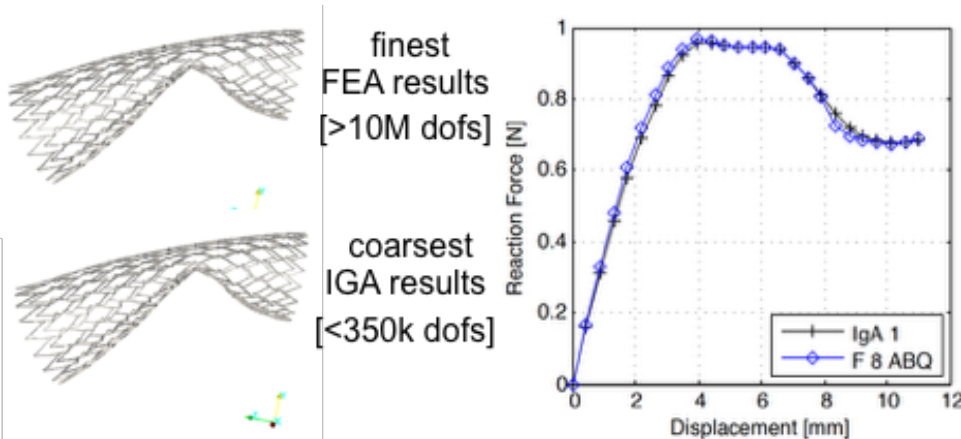 finest
FEA results
[>10M dofs]
coarsest
IGA results
[<350k dofs]
Reaction Force [N]
1
0.8
0.6
0.4
0.2
0
0 2 4 6 8 10 12
Displacement [mm]
IgA 1
F 8 ABQ